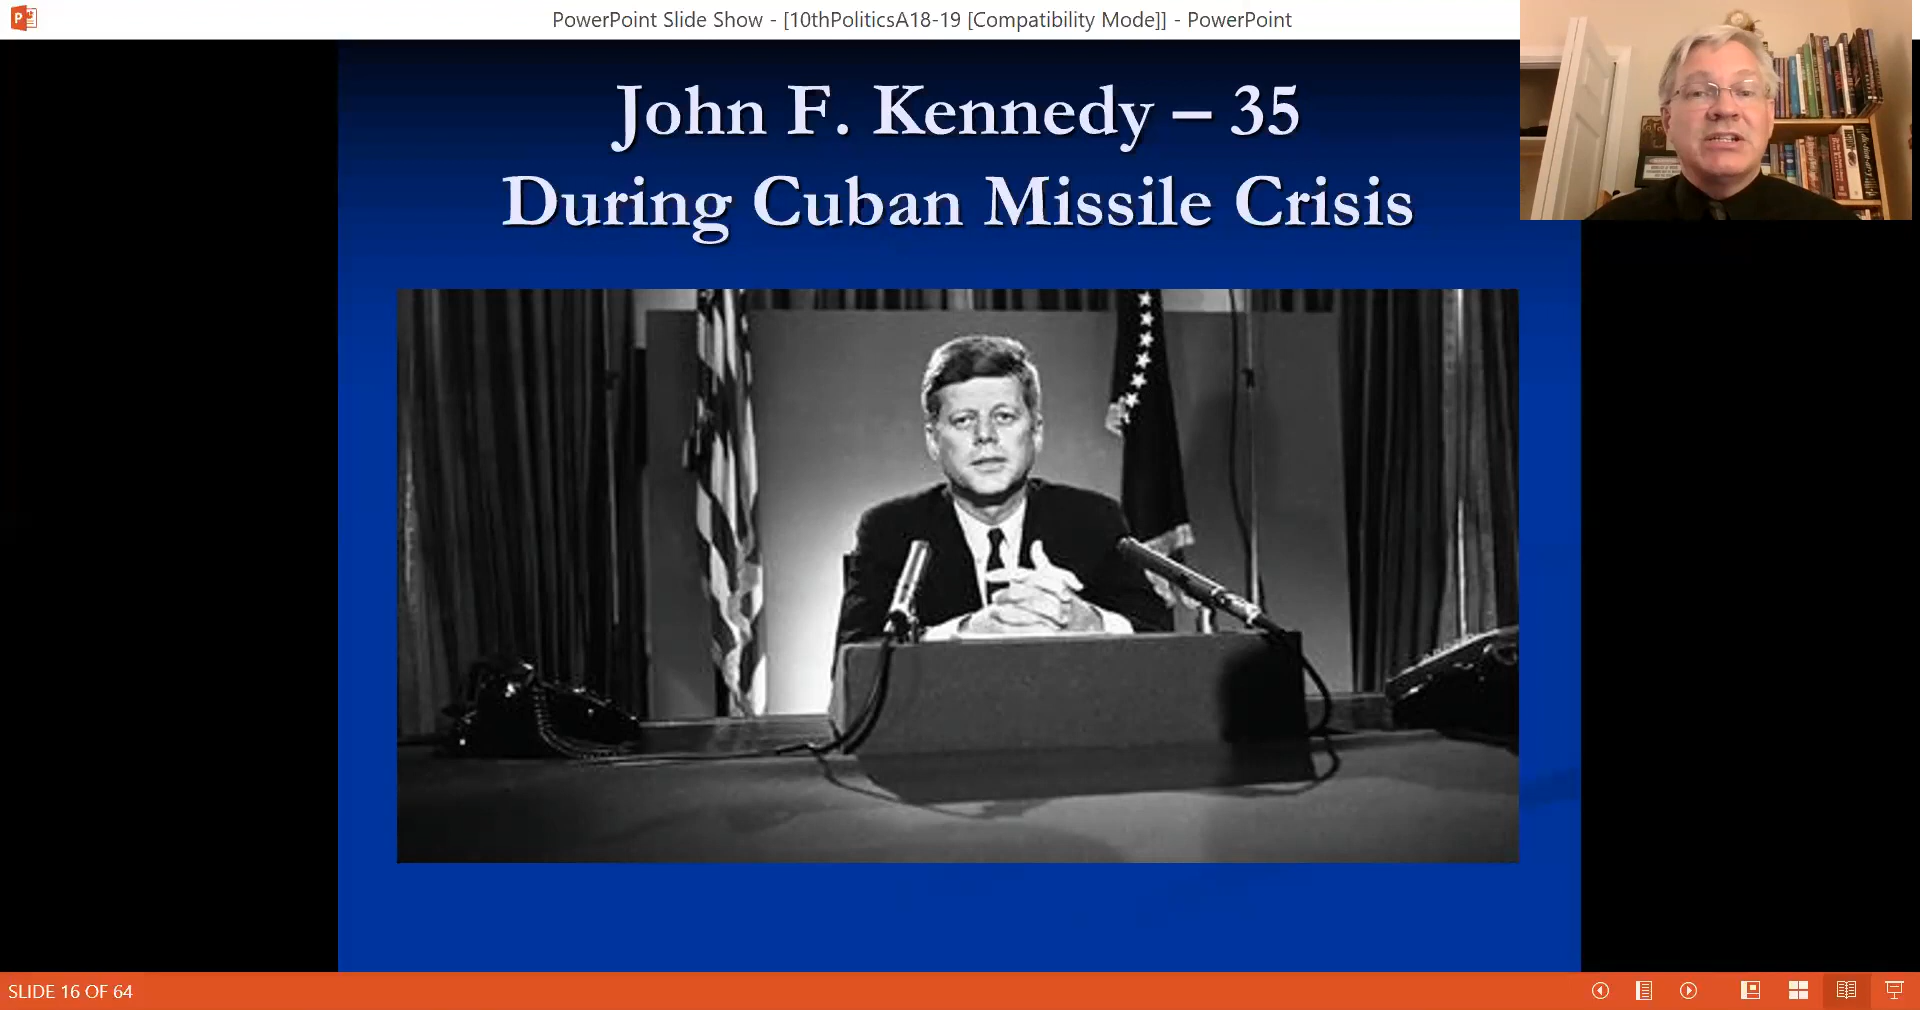 PowerPoint Slide Show - [10thPoliticsA18-19 [Compatibility Mode]] - PowerPoint
John F. Kennedy – 35
During Cuban Missile Crisis
SLIDE 16 OF 64